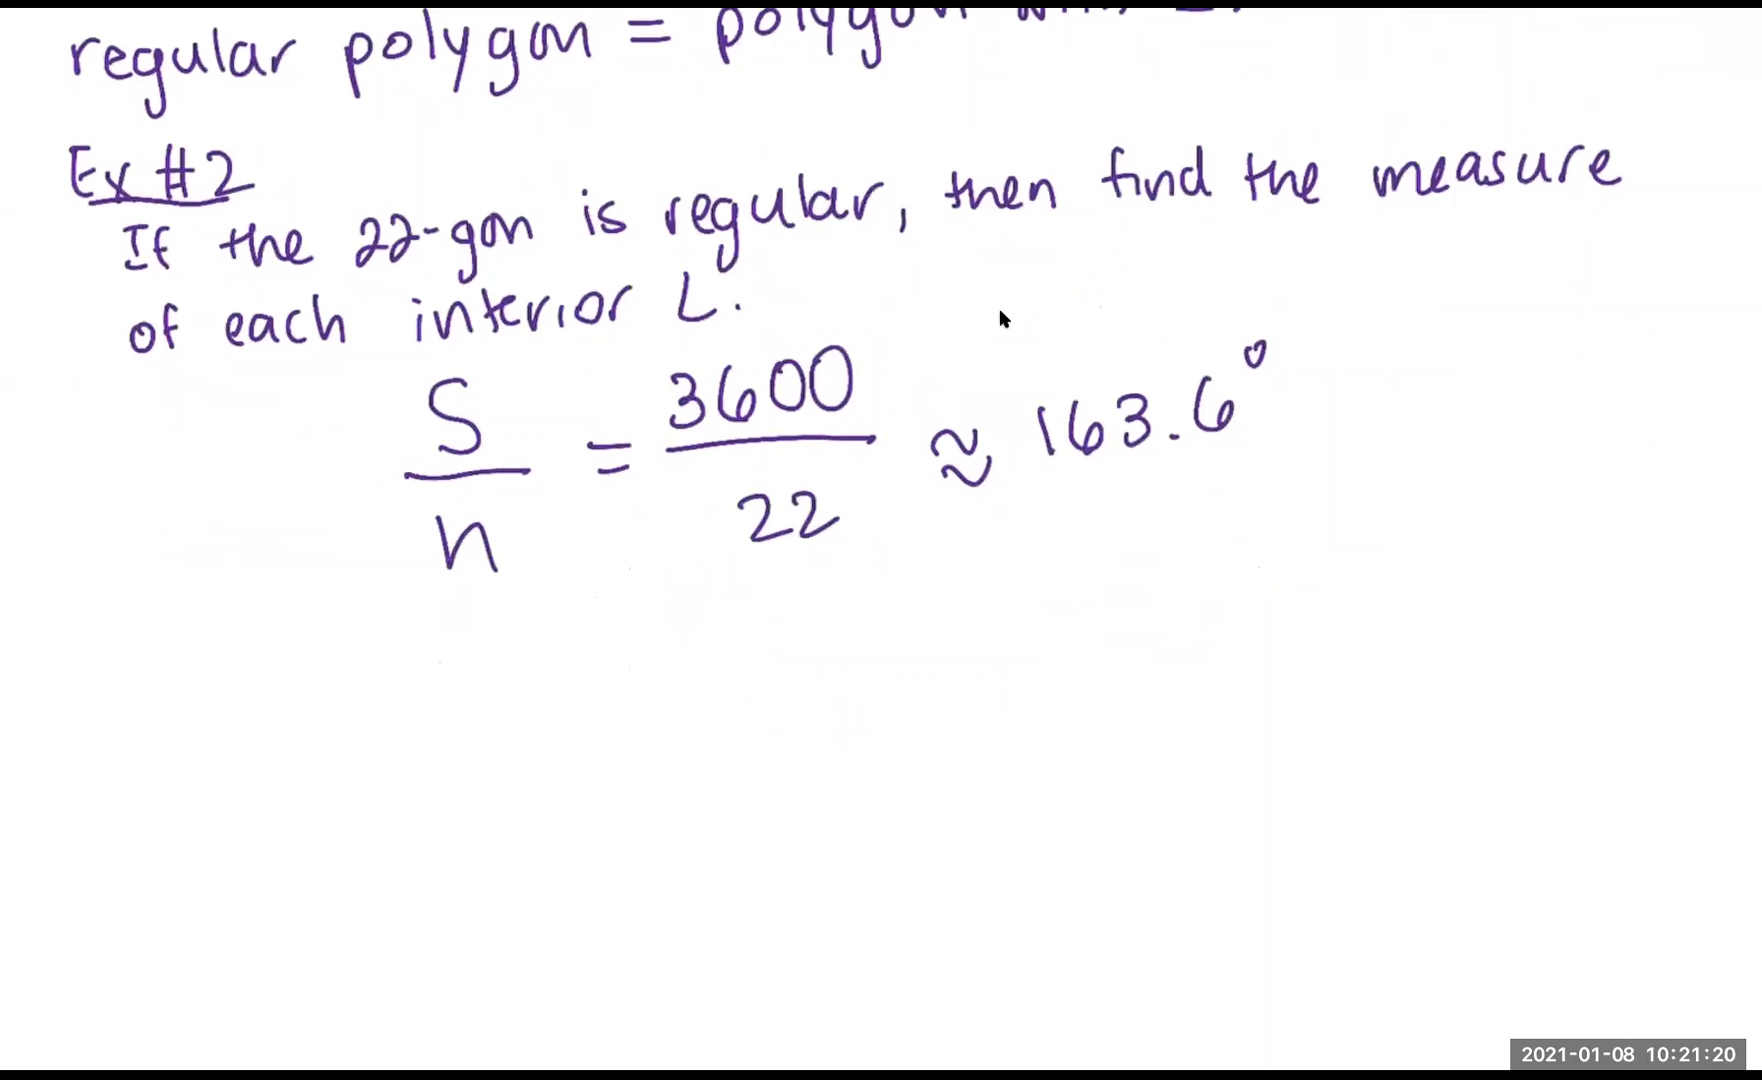 regular polygon = polygon
Ex #2
If the 22-gon is regular, then find the measure
of each interior ∠.
S/n = 3600/22 ≈ 163.6°
2021-01-08 10:21:20